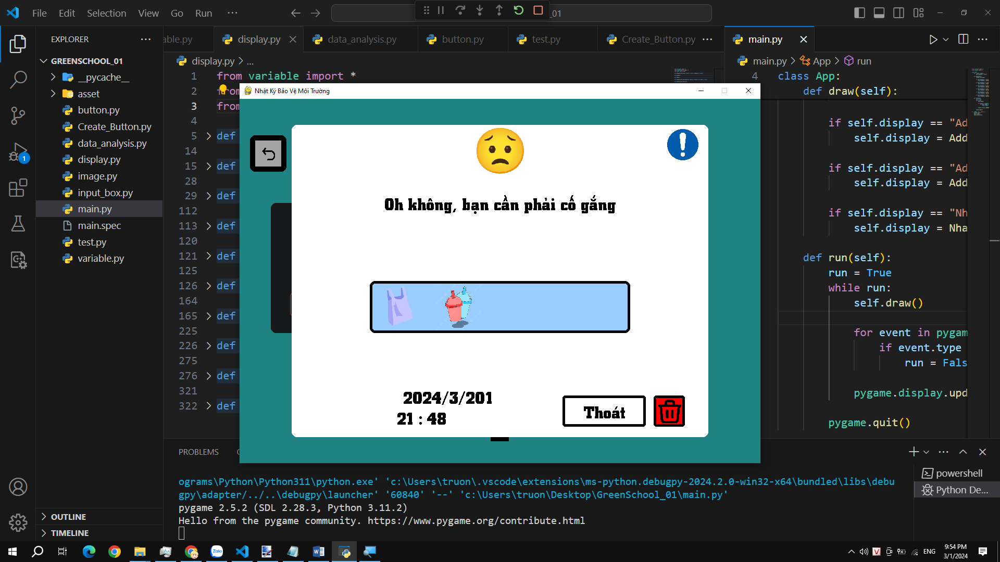 File Edit Selection View Go Run ...
_01
EXPLORER
GREENSCHOOL_01
__pycache__
asset
button.py
Create_Button.py
data_analysis.py
display.py
image.py
input_box.py
main.py
main.spec
test.py
variable.py
OUTLINE
TIMELINE
1
able.py display.py data_analysis.py button.py test.py Create_Button.py
display.py > ...
1 from variable import *
2 from
3 from
4
5 def
14
15 def
28
29 def
112
113 def
120
121 def
125
126 def
164
165 def
225
226 def
275
276 def
321
322 def
Nhật Ký Bảo Vệ Môi Trường
Oh không, bạn cần phải cố gắng
2024/3/201
21 : 48
Thoát
main.py
main.py > App > run
4 class App:
def draw(self):
if self.display == "Ad
self.display = Add
if self.display == "Ad
self.display = Add
if self.display == "Nh
self.display = Nha
def run(self):
run = True
while run:
self.draw()
for event in pygam
if event.type
run = Fals
pygame.display.upd
pygame.quit()
PROBLEMS
ograms\Python\Python311\python.exe' 'c:\Users\truon\.vscode\extensions\ms-python.debugpy-2024.2.0-win32-x64\bundled\libs\debu
gpy\adapter/../..\debugpy\launcher' '60840' '--' 'c:\Users\truon\Desktop\GreenSchool_01\main.py'
pygame 2.5.2 (SDL 2.28.3, Python 3.11.2)
Hello from the pygame community. https://www.pygame.org/contribute.html
powershell
Python De...
Zalo
ENG
9:54 PM
3/1/2024